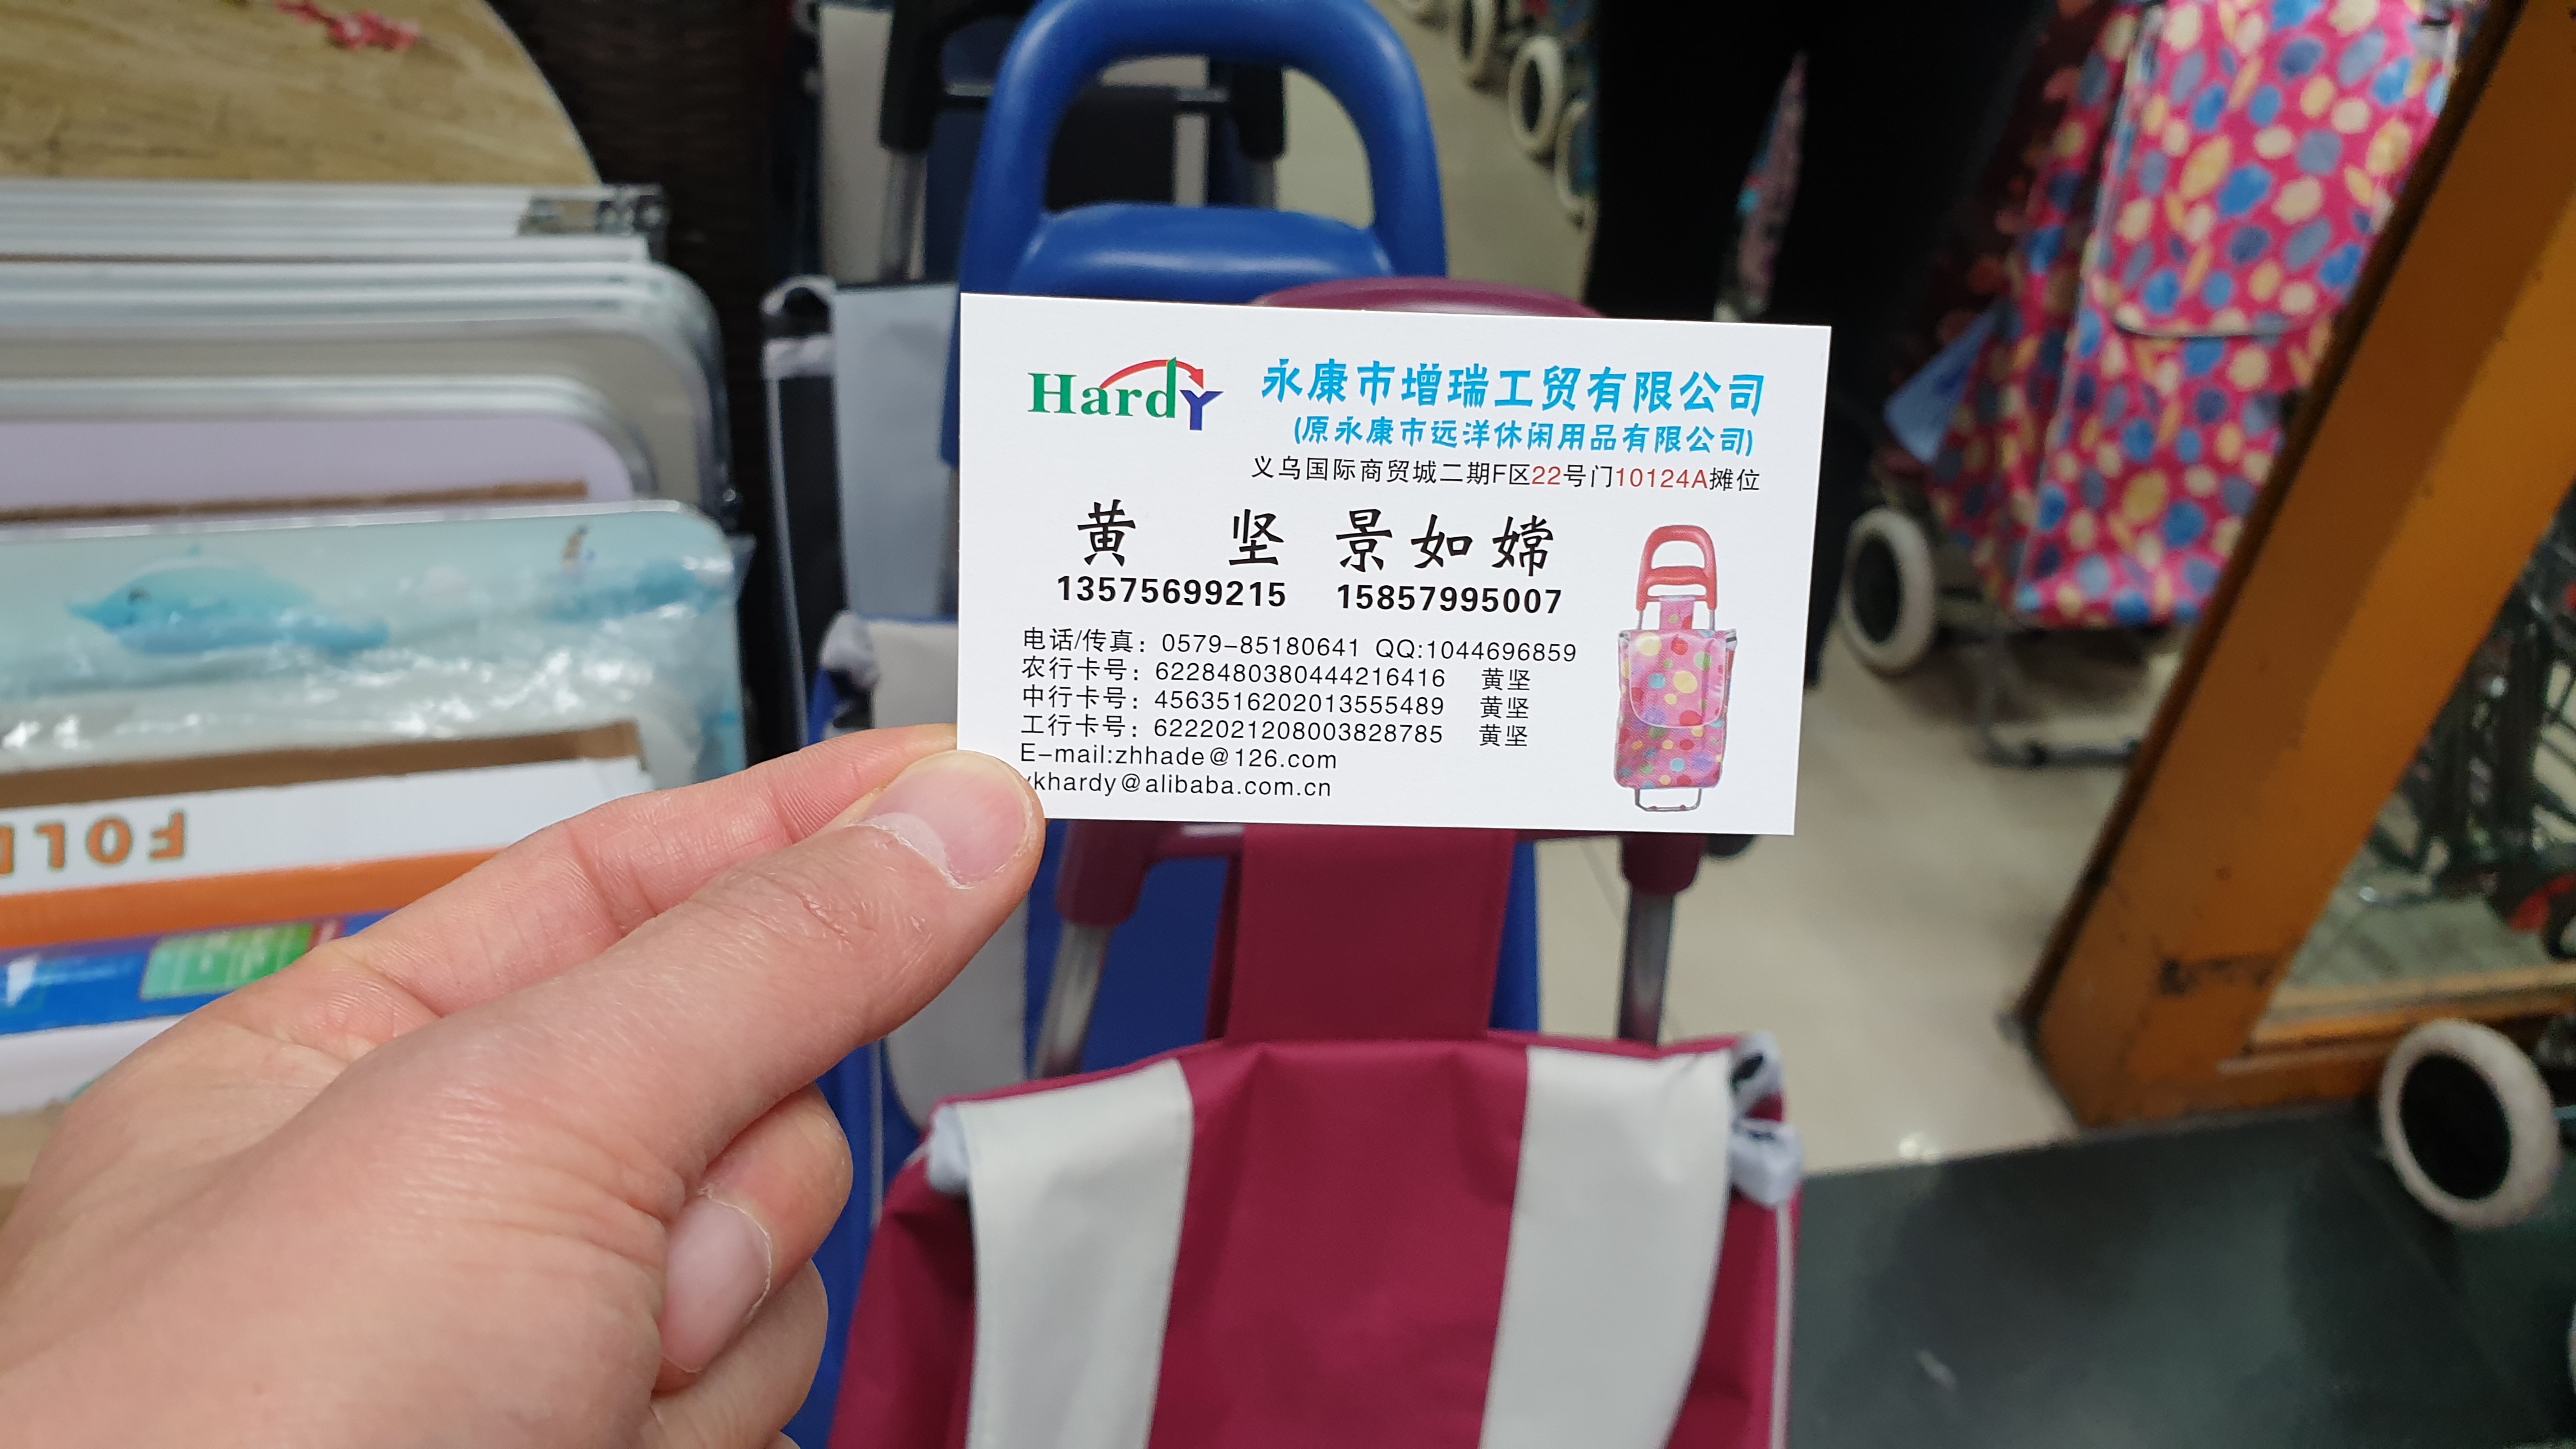 Hardy
永康市增瑞工贸有限公司
(原永康市远洋休闲用品有限公司)
义乌国际商贸城二期F区22号门10124A摊位
黄 坚 景如嫦
13575699215 15857995007
电话/传真：0579-85180641 QQ:1044696859
农行卡号：6228480380444216416 黄坚
中行卡号：4563516202013555489 黄坚
工行卡号：6222021208003828785 黄坚
E-mail:zhhade@126.com
khardy@alibaba.com.cn
FOL